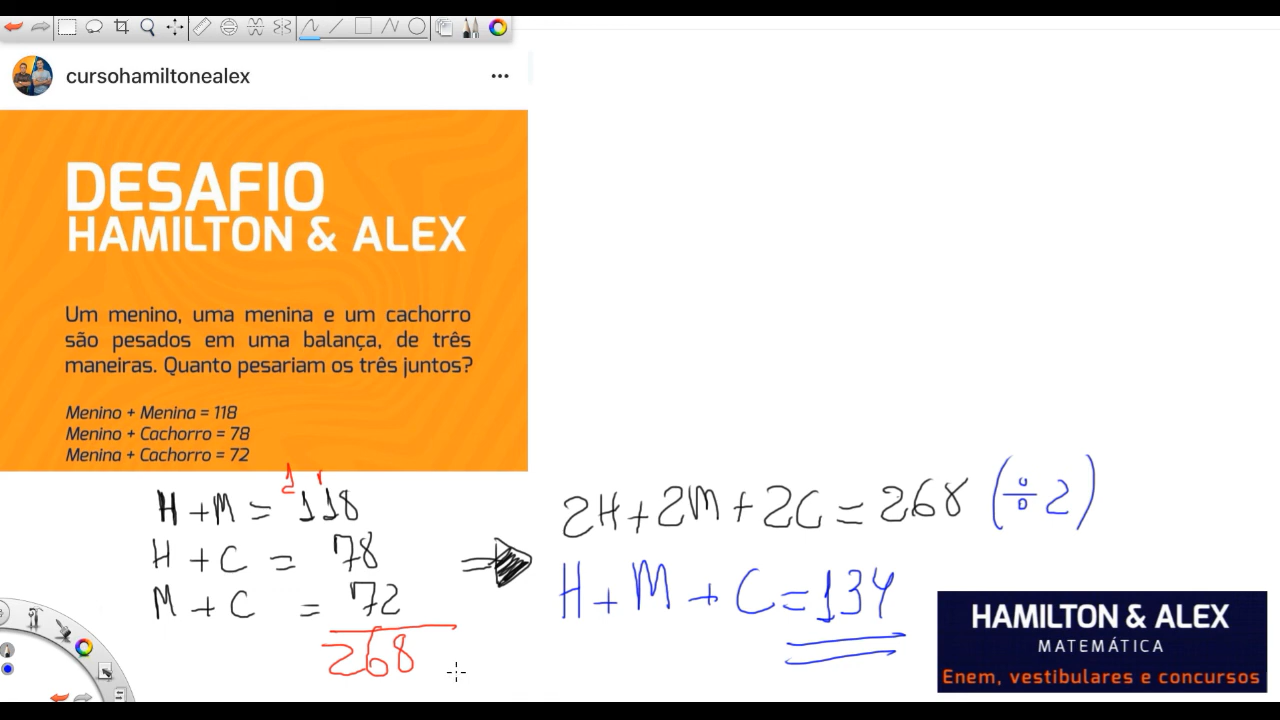 cursohamiltonealex
DESAFIO
HAMILTON & ALEX
Um menino, uma menina e um cachorro
são pesados em uma balança, de três
maneiras. Quanto pesariam os três juntos?
Menino + Menina = 118
Menino + Cachorro = 78
Menina + Cachorro = 72
1 1
H + M = 118
H + C = 78
M + C = 72
268
2H + 2M + 2C = 268 (÷2)
H + M + C = 134
HAMILTON & ALEX
MATEMÁTICA
Enem, vestibulares e concursos